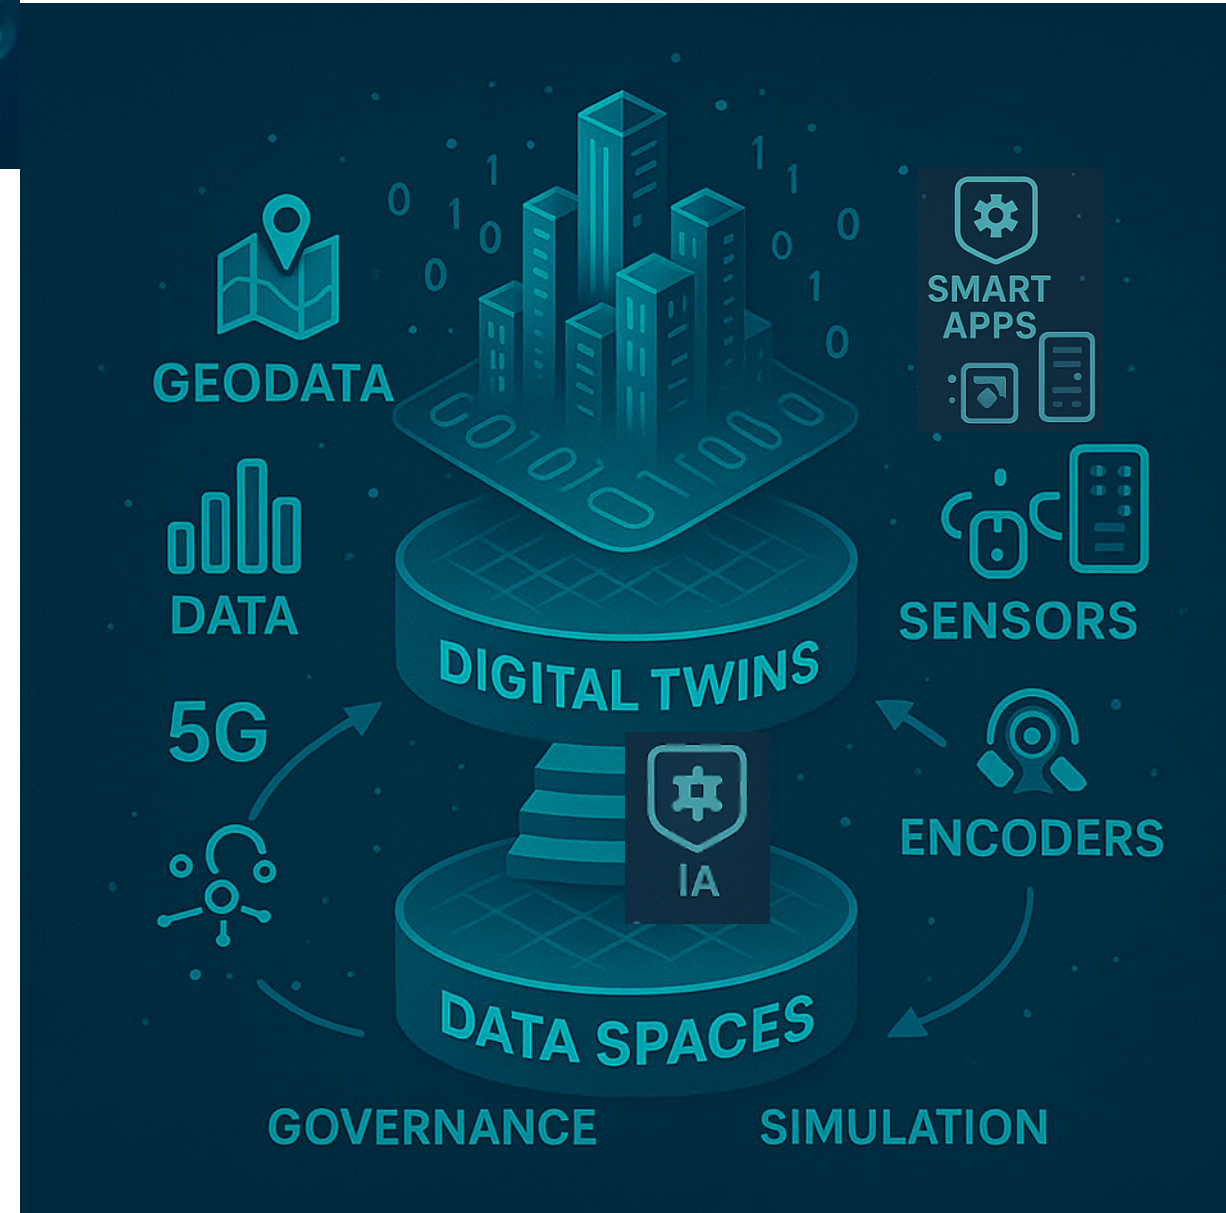 SMART
APPS
GEODATA
DATA
SENSORS
DIGITAL TWINS
5G
IA
ENCODERS
DATA SPACES
GOVERNANCE
SIMULATION